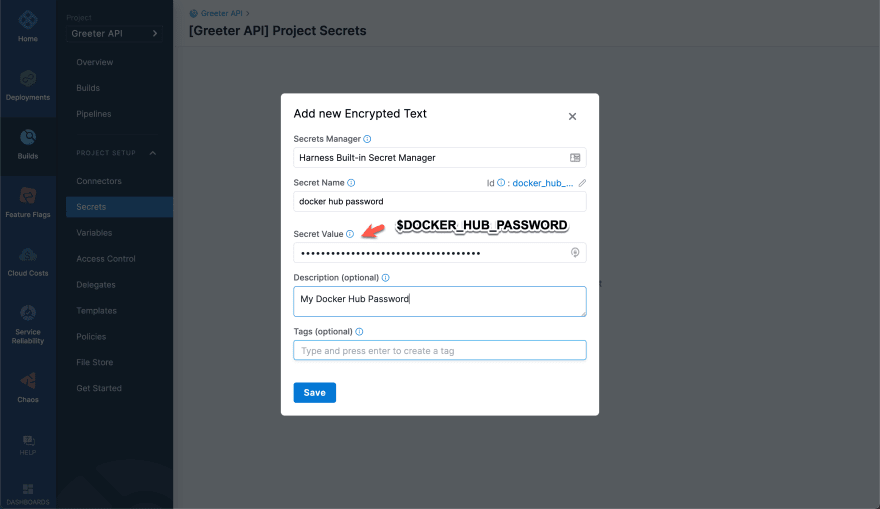 Home
Deployments
Builds
Feature Flags
Cloud Costs
Service
Reliability
Chaos
HELP
DASHBOARDS
Project
Greeter API
Overview
Builds
Pipelines
PROJECT SETUP
Connectors
Secrets
Variables
Access Control
Delegates
Templates
Policies
File Store
Get Started
Greeter API >
[Greeter API] Project Secrets
Add new Encrypted Text
Secrets Manager
Harness Built-in Secret Manager
Secret Name Id : docker_hub_...
docker hub password
Secret Value $DOCKER_HUB_PASSWORD
••••••••••••••••••••••••••••••••••••
Description (optional)
My Docker Hub Password
Tags (optional)
Type and press enter to create a tag
Save